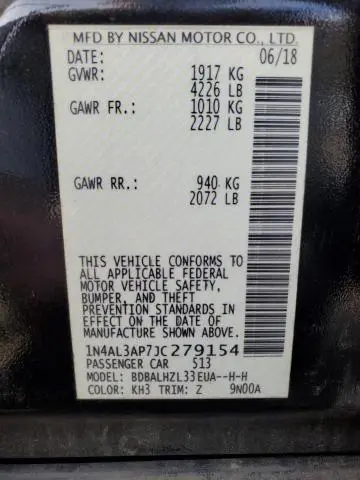 MFD BY NISSAN MOTOR CO., LTD.
DATE: 06/18
GVWR: 1917 KG
4226 LB
GAWR FR: 1010 KG
2227 LB
GAWR RR: 940 KG
2072 LB
THIS VEHICLE CONFORMS TO
ALL APPLICABLE FEDERAL
MOTOR VEHICLE SAFETY,
BUMPER, AND THEFT
PREVENTION STANDARDS IN
EFFECT ON THE DATE OF
MANUFACTURE SHOWN ABOVE.
1N4AL3AP7JC279154
PASSENGER CAR S13
MODEL: BDBALHZL33EUA--H-H
COLOR: KH3 TRIM: Z 9N00A